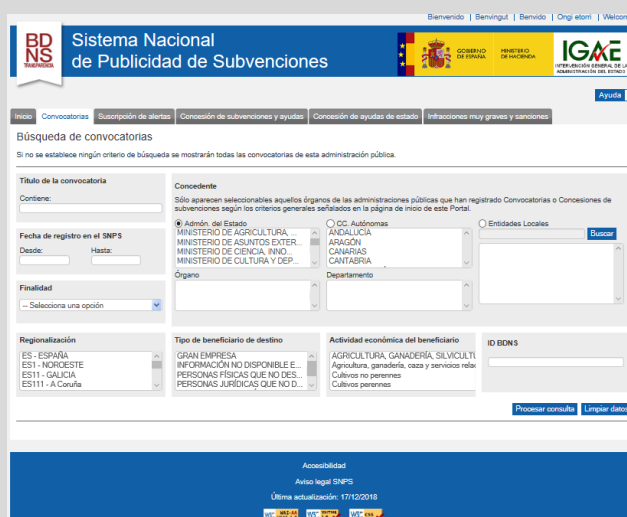 Bienvenido | Benvingut | Benvido | Ongi etorri | Welcom
BD
NS
TRANSPARENCIA
Sistema Nacional
de Publicidad de Subvenciones
GOBIERNO
DE ESPAÑA
MINISTERIO
DE HACIENDA
IGAE
INTERVENCIÓN GENERAL DE LA
ADMINISTRACIÓN DEL ESTADO
Ayuda
Inicio Convocatorias Suscripción de alertas Concesión de subvenciones y ayudas Concesión de ayudas de estado Infracciones muy graves y sanciones
Búsqueda de convocatorias
Si no se establece ningún criterio de búsqueda se mostrarán todas las convocatorias de esta administración pública.
Título de la convocatoria
Contiene:
Fecha de registro en el SNPS
Desde: Hasta:
Finalidad
-- Selecciona una opción
Concedente
Sólo aparecen seleccionables aquellos órganos de las administraciones públicas que han registrado Convocatorias o Concesiones de
subvenciones según los criterios generales señalados en la página de inicio de este Portal.
Admón. del Estado
MINISTERIO DE AGRICULTURA, ...
MINISTERIO DE ASUNTOS EXTER...
MINISTERIO DE CIENCIA, INNO...
MINISTERIO DE CULTURA Y DEP...
CC. Autónomas
ANDALUCÍA
ARAGÓN
CANARIAS
CANTABRIA
Entidades Locales
Buscar
Órgano
Departamento
Regionalización
ES - ESPAÑA
ES1 - NOROESTE
ES11 - GALICIA
ES111 - A Coruña
Tipo de beneficiario de destino
GRAN EMPRESA
INFORMACIÓN NO DISPONIBLE E...
PERSONAS FÍSICAS QUE NO DES...
PERSONAS JURÍDICAS QUE NO D...
Actividad económica del beneficiario
AGRICULTURA, GANADERÍA, SILVICULTU
Agricultura, ganadería, caza y servicios relac
Cultivos no perennes
Cultivos perennes
ID BDNS
Procesar consulta Limpiar datos
Accesibilidad
Aviso legal SNPS
Última actualización: 17/12/2018